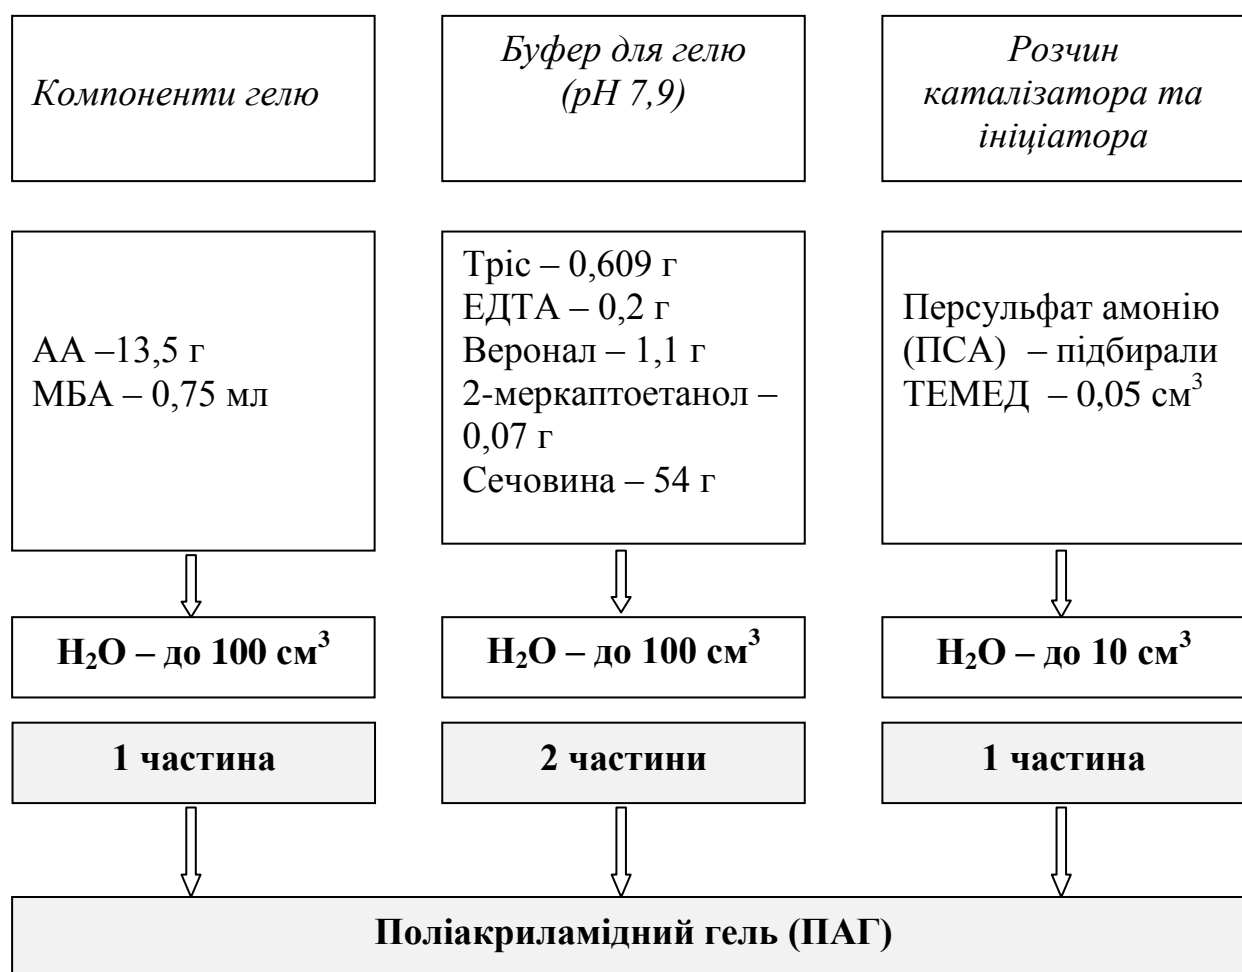 Компоненти гелю
Буфер для гелю
(рН 7,9)
Розчин
каталізатора та
ініціатора
АА –13,5 г
МБА – 0,75 мл
Тріс – 0,609 г
ЕДТА – 0,2 г
Веронал – 1,1 г
2-меркаптоетанол –
0,07 г
Сечовина – 54 г
Персульфат амонію
(ПСА) – підбирали
ТЕМЕД – 0,05 см³
Н₂О – до 100 см³
Н₂О – до 100 см³
Н₂О – до 10 см³
1 частина
2 частини
1 частина
Поліакриламідний гель (ПАГ)